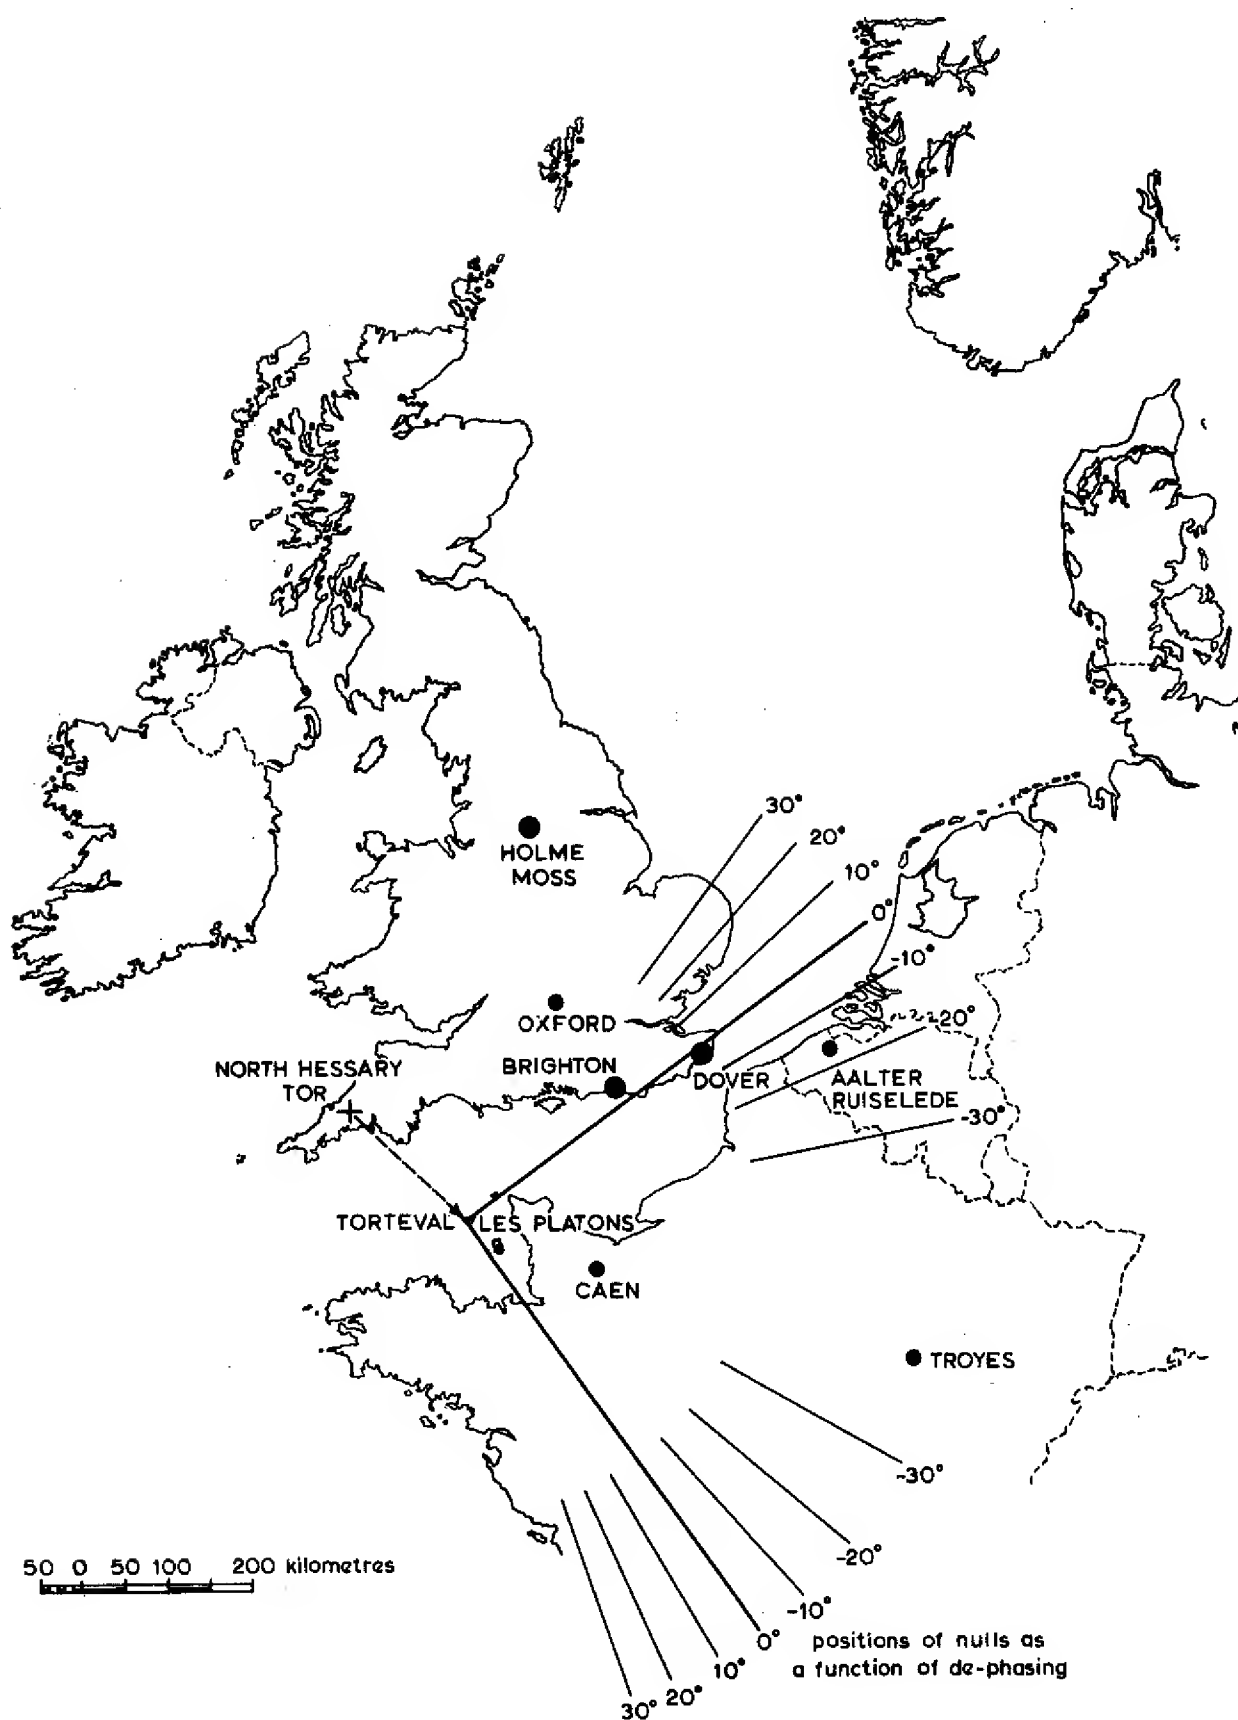 30°
20°
HOLME
MOSS
10°
0°
-10°
OXFORD
-20°
NORTH HESSARY
TOR
BRIGHTON
DOVER
AALTER
RUISELEDE
-30°
TORTEVAL
LES PLATONS
CAEN
TROYES
-30°
-20°
50 0 50 100 200 kilometres
-10°
0°
10°
20°
30°
positions of nulls as
a function of de-phasing